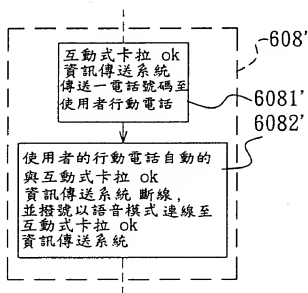 608'
互動式卡拉 ok
資訊傳送系統
傳送一電話號碼至
使用者行動電話
6081'
6082'
使用者的行動電話自動的
與互動式卡拉 ok
資訊傳送系統 斷線,
並撥號以語音模式 連線至
互動式卡拉 ok
資訊傳送系統